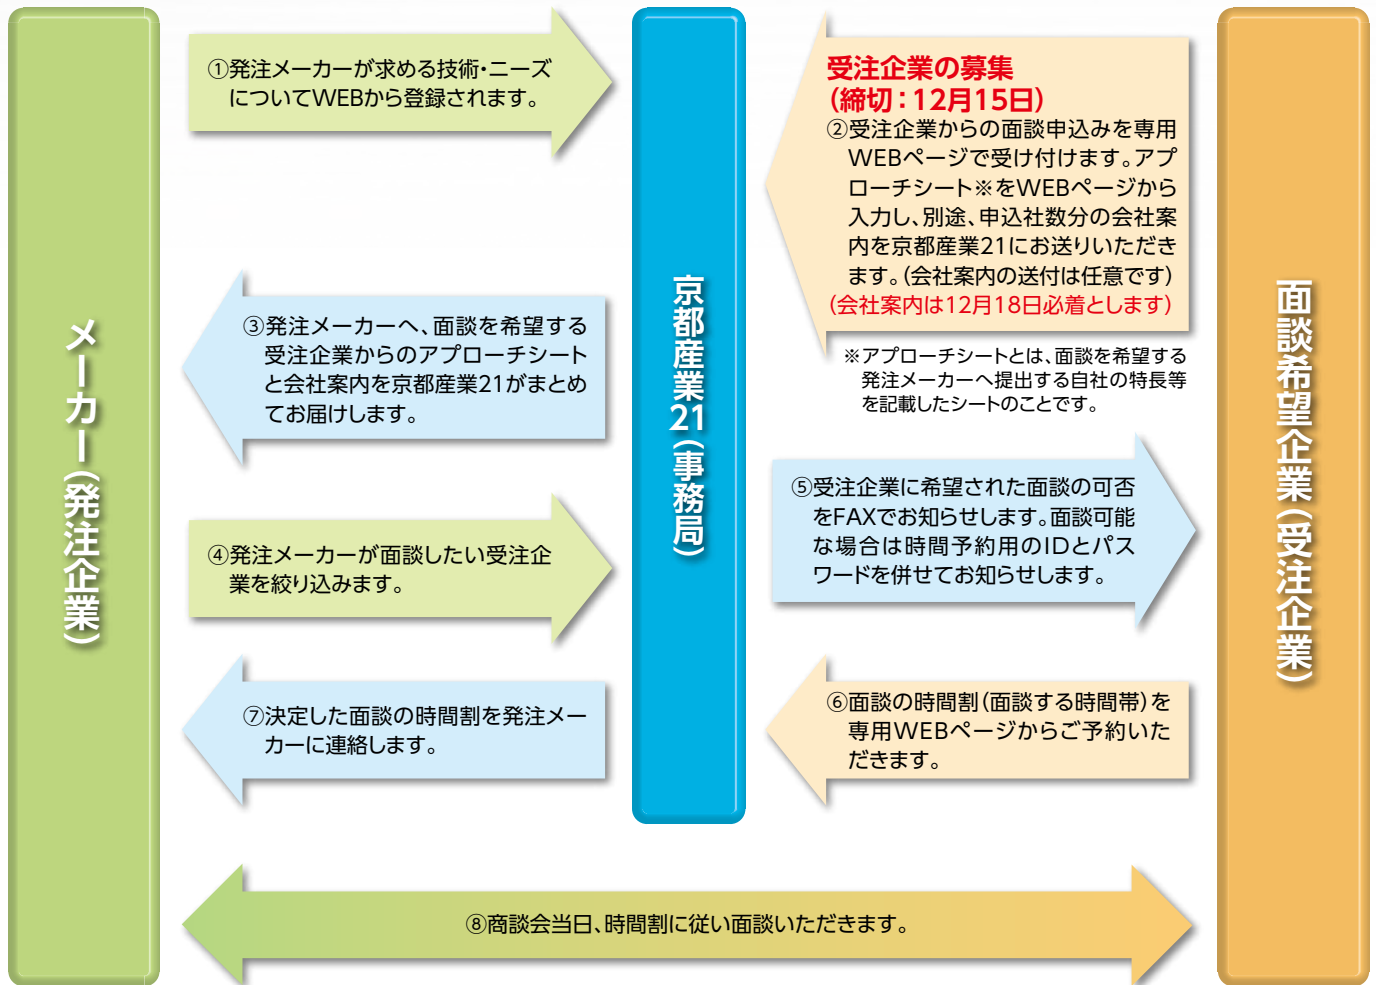 メーカー(発注企業)
京都産業21(事務局)
面談希望企業(受注企業)
①発注メーカーが求める技術・ニーズ
についてWEBから登録されます。
受注企業の募集
(締切:12月15日)
②受注企業からの面談申込みを専用
WEBページで受け付けます。アプ
ローチシート※をWEBページから
入力し、別途、申込社数分の会社案
内を京都産業21にお送りいただき
ます。(会社案内の送付は任意です)
(会社案内は12月18日必着とします)
※アプローチシートとは、面談を希望する
発注メーカーへ提出する自社の特長等
を記載したシートのことです。
③発注メーカーへ、面談を希望する
受注企業からのアプローチシート
と会社案内を京都産業21がまとめ
てお届けします。
④発注メーカーが面談したい受注企
業を絞り込みます。
⑤受注企業に希望された面談の可否
をFAXでお知らせします。面談可能
な場合は時間予約用のIDとパス
ワードを併せてお知らせします。
⑥面談の時間割(面談する時間帯)を
専用WEBページからご予約いた
だきます。
⑦決定した面談の時間割を発注メー
カーに連絡します。
⑧商談会当日、時間割に従い面談いただきます。